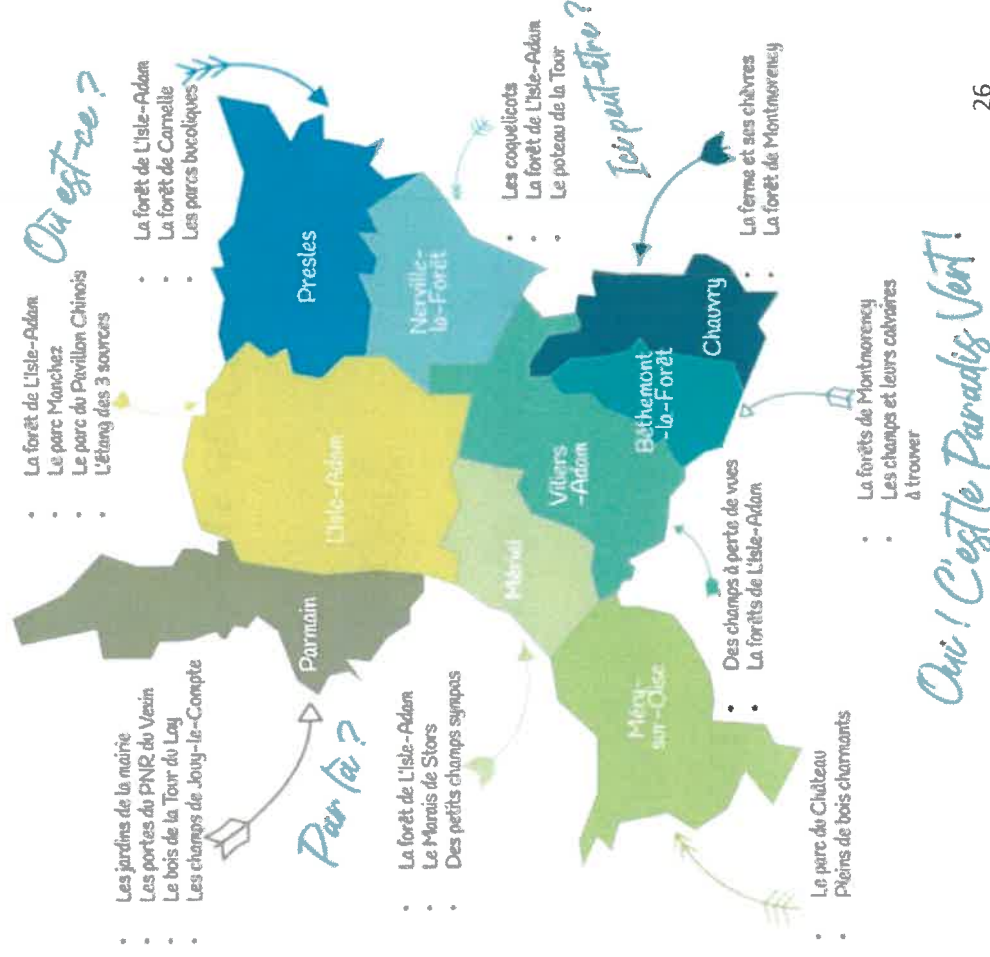 Les jardins de la mairie
Les portes du PNR du Vexin
Le bois de la Tour du Lay
Les champs de Jouy-le-Compte
La forêt de L'Isle-Adam
Le parc Manchez
Le parc du Pavillon Chinois
L'étang des 3 sources
Où est-ce ?
La forêt de L'Isle-Adam
La forêt de Carnelle
Les parcs bucoliques
Par là ?
Parmain
L'Isle-Adam
Presles
La forêt de L'Isle-Adam
Le Marais de Stors
Des petits champs sympas
Nerville-
la-Forêt
Mériel
Les coquelicots
La forêt de L'Isle-Adam
Le poteau de la Tour
Ici peut-être ?
Villiers
-Adam
Méry-
sur-Oise
Béthemont
-la-Forêt
Chauvry
La ferme et ses chèvres
La forêt de Montmorency
Des champs à perte de vues
La forêts de L'Isle-Adam
Le parc du Château
Pleins de bois charmants
La forêts de Montmorency
Les champs et leurs calvaires
à trouver
Oui ! C'est le Paradis Vert !
26